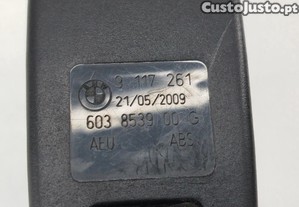 CustoJusto.pt
3 117 261
21/05/2009
603 8539 00 G
AEU ABS